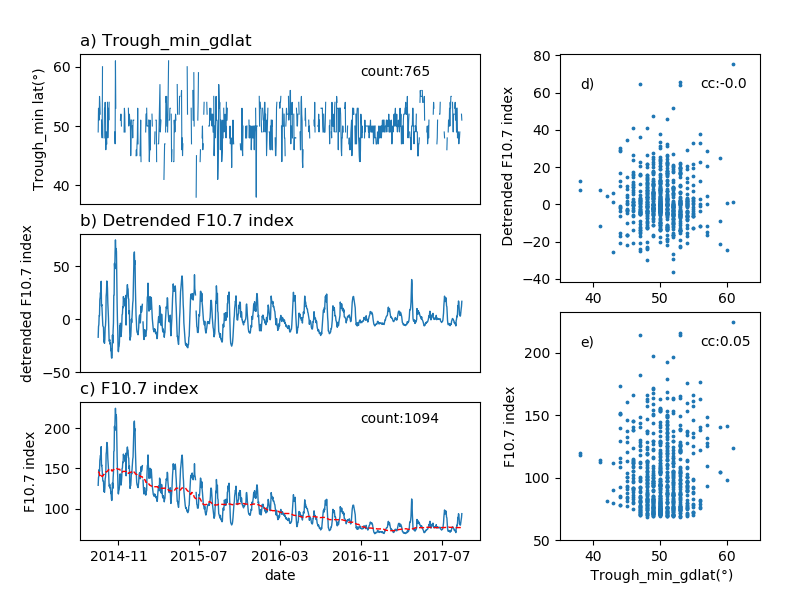 a) Trough_min_gdlat
count:765
60
50
40
Trough_min lat(°)
b) Detrended F10.7 index
50
0
−50
detrended F10.7 index
c) F10.7 index
count:1094
200
150
100
F10.7 index
2014-11 2015-07 2016-03 2016-11 2017-07
date
d) cc:-0.0
80
60
40
20
0
−20
−40
Detrended F10.7 index
40 50 60
e) cc:0.05
200
150
100
50
F10.7 index
40 50 60
Trough_min_gdlat(°)